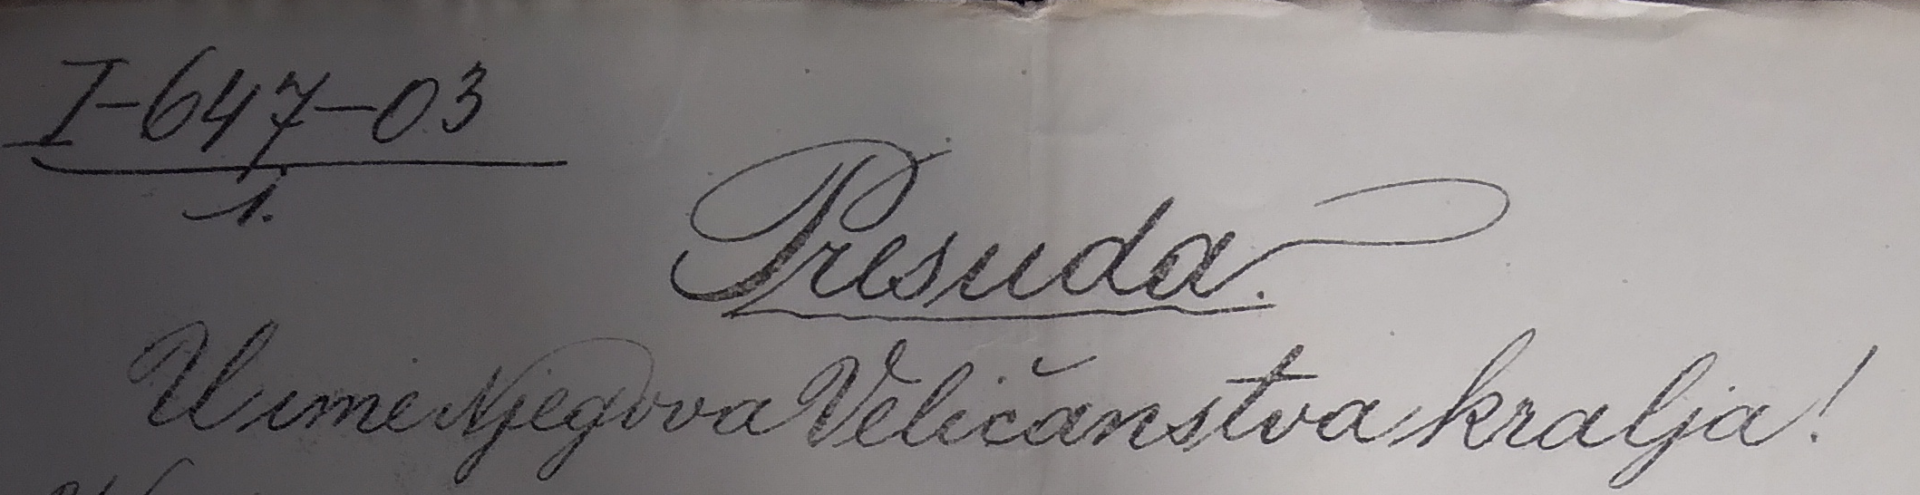 I-647-03
1.
Presuda.
U ime Njegova Veličanstva kralja!